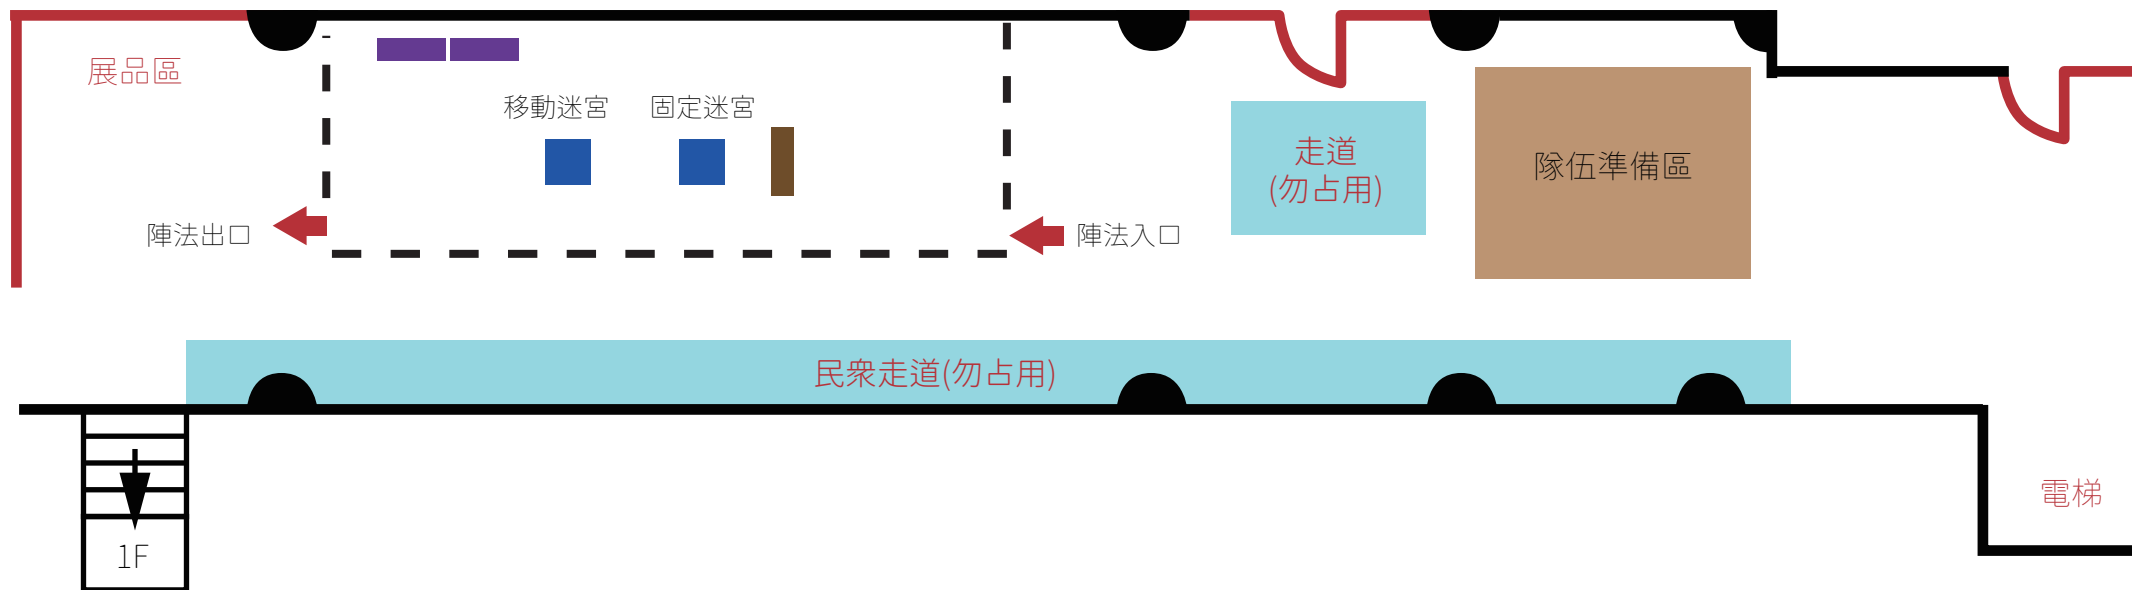 展品區
移動迷宮
固定迷宮
走道
(勿占用)
隊伍準備區
陣法出口
陣法入口
民衆走道(勿占用)
電梯
1F